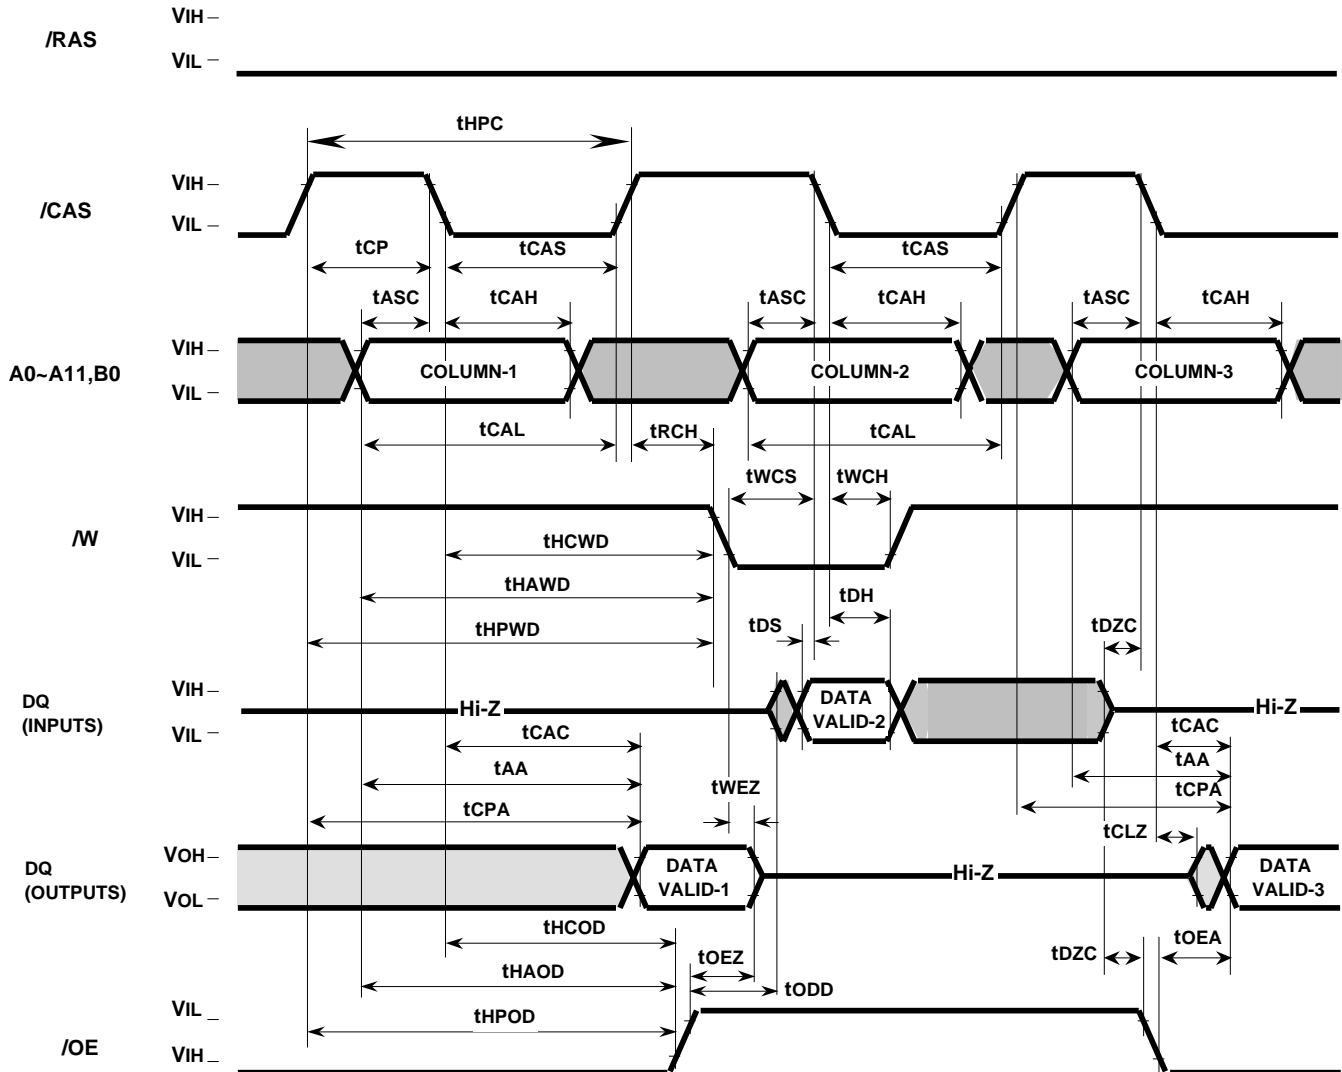 VIH
/RAS
VIL
tHPC
VIH
/CAS
VIL
tCP
tCAS
tCAS
tASC
tCAH
tASC
tCAH
tASC
tCAH
VIH
A0~A11,B0
VIL
COLUMN-1
COLUMN-2
COLUMN-3
tCAL
tRCH
tCAL
tWCS
tWCH
VIH
/W
VIL
tHCWD
tHAWD
tDH
tHPWD
tDS
tDZC
VIH
DQ
(INPUTS)
VIL
Hi-Z
DATA
VALID-2
Hi-Z
tCAC
tCAC
tAA
tAA
tWEZ
tCPA
tCPA
tCLZ
VOH
DQ
(OUTPUTS)
VOL
DATA
VALID-1
Hi-Z
DATA
VALID-3
tHCOD
tOEZ
tDZC
tOEA
tHAOD
tODD
tHPOD
VIL
/OE
VIH